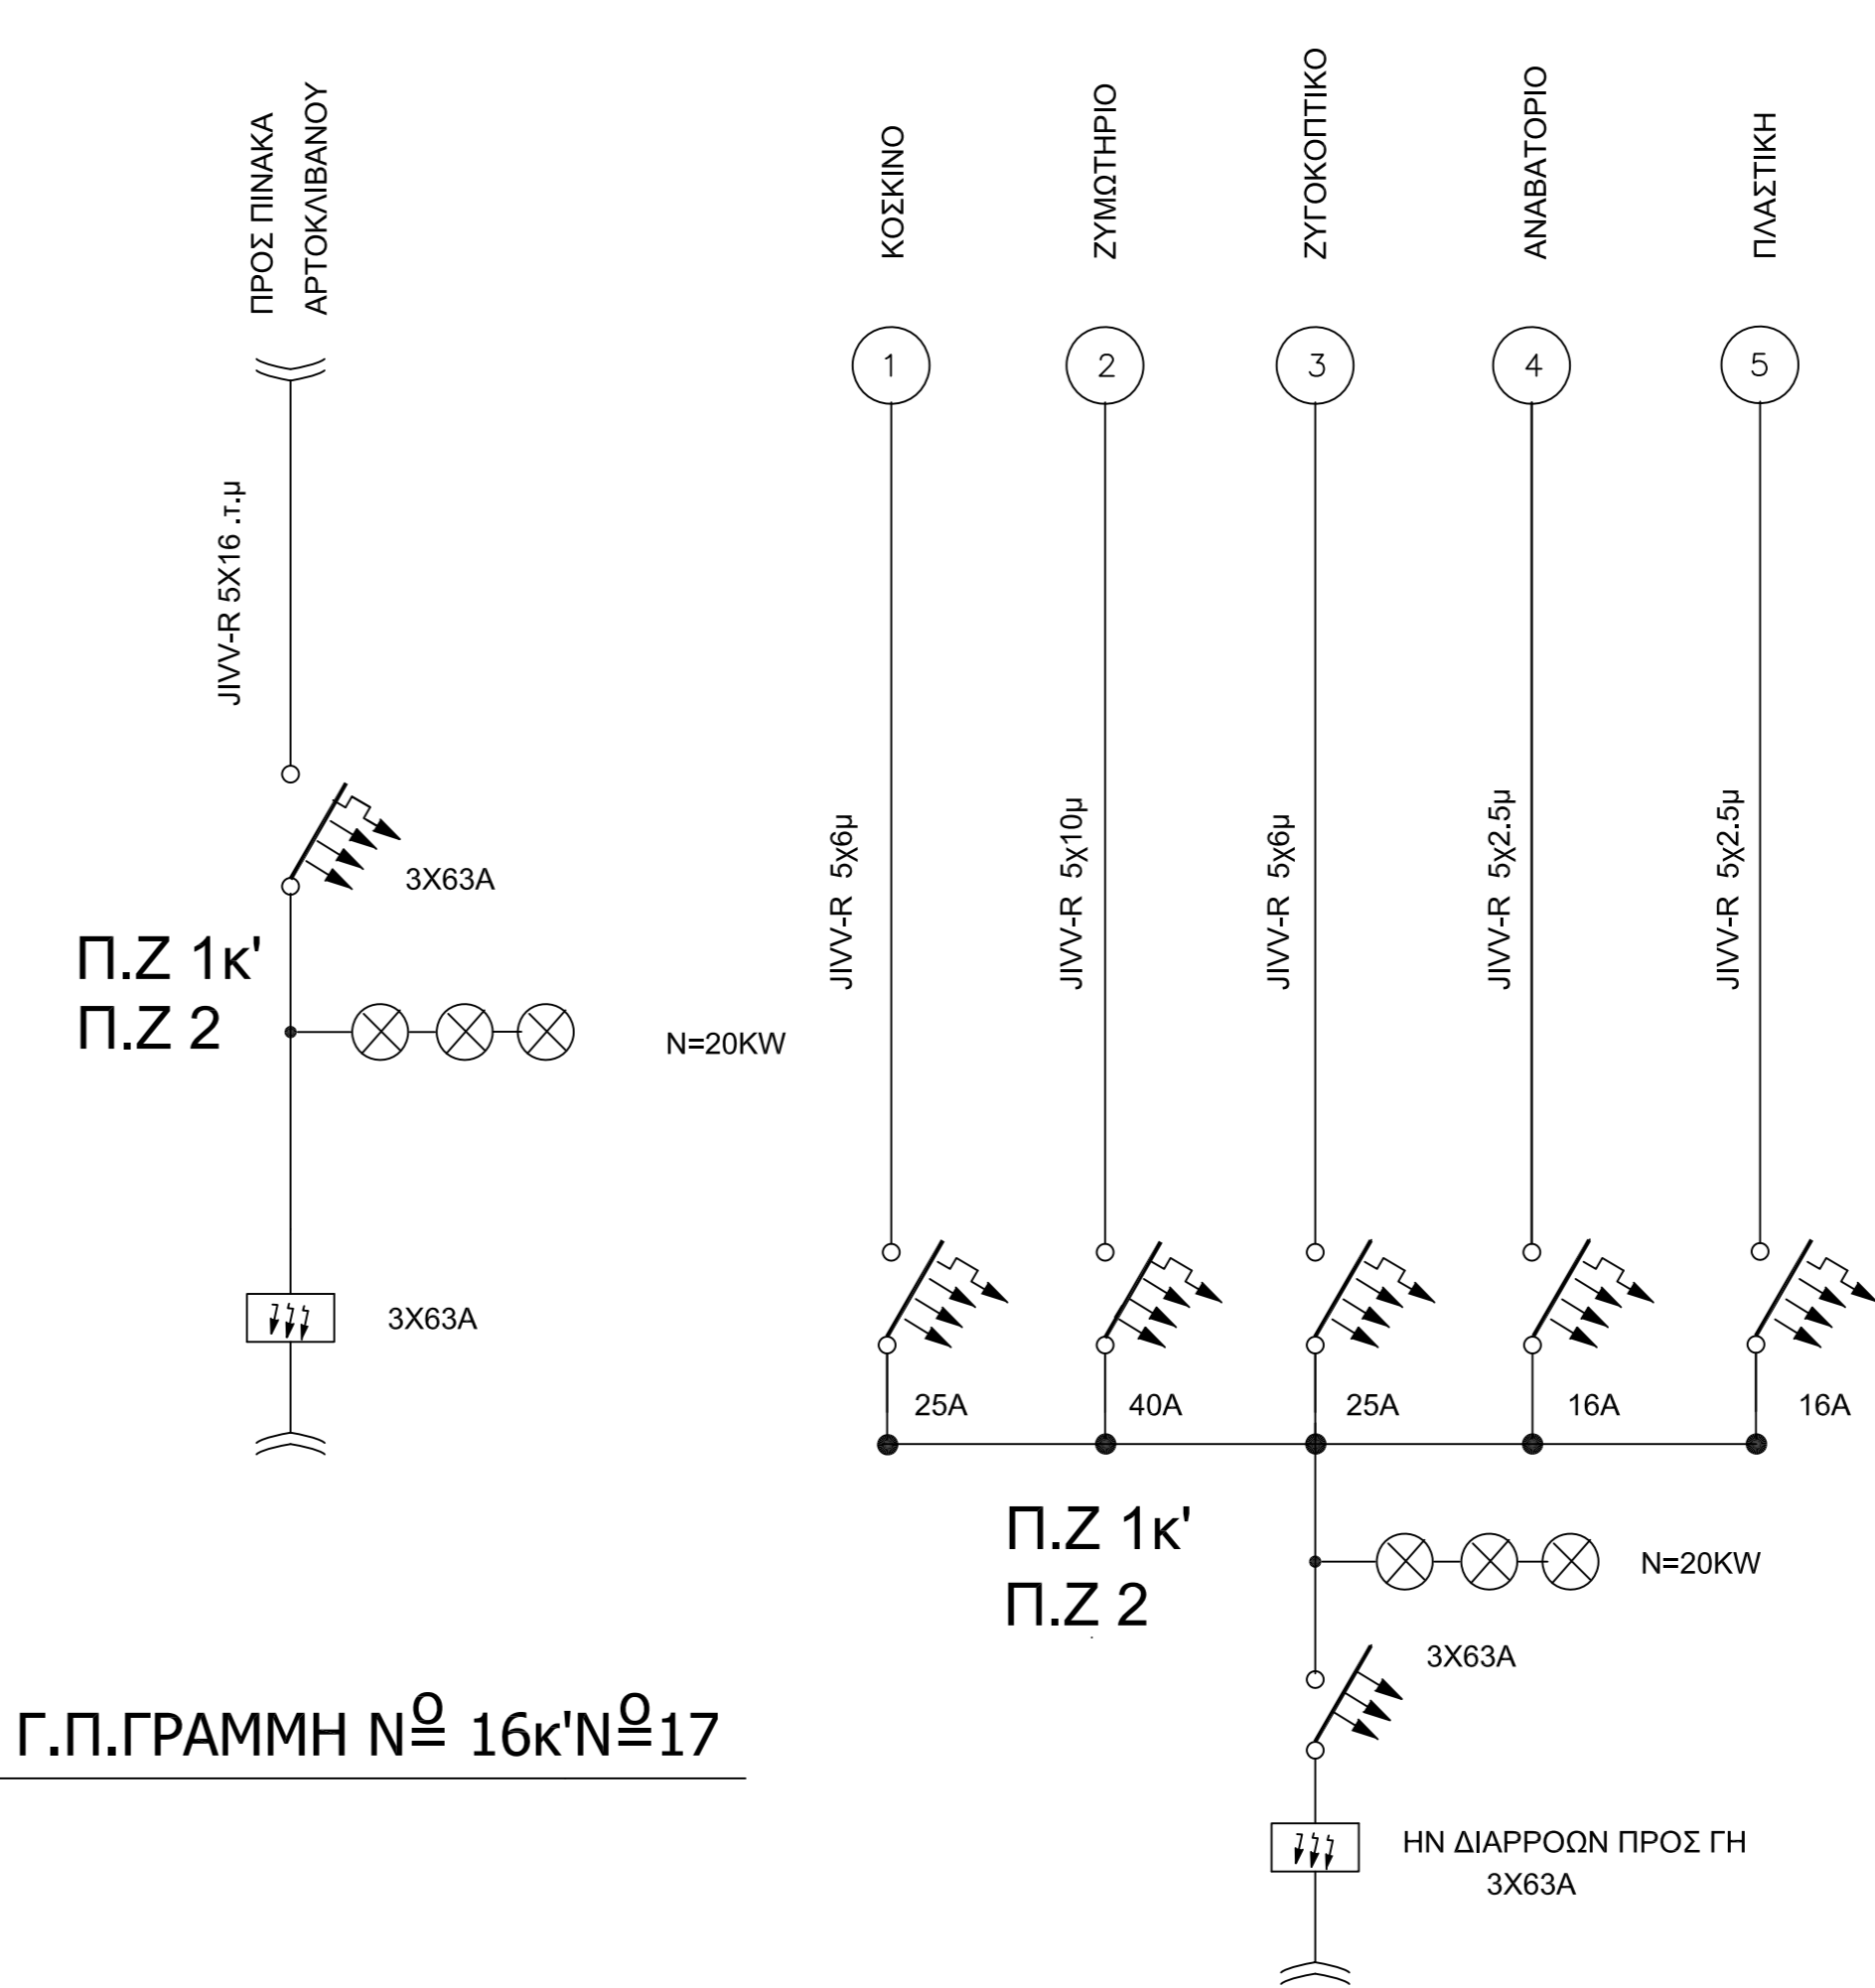 ΠΡΟΣ ΠΙΝΑΚΑ
ΑΡΤΟΚΛΙΒΑΝΟΥ
JIVV-R 5X16 .τ.μ
3X63A
Π.Ζ 1κ'
Π.Ζ 2
N=20KW
3X63A
Γ.Π.ΓΡΑΜΜΗ Nº 16κ'Nº17
ΚΟΣΚΙΝΟ
ΖΥΜΩΤΗΡΙΟ
ΖΥΓΟΚΟΠΤΙΚΟ
ΑΝΑΒΑΤΟΡΙΟ
ΠΛΑΣΤΙΚΗ
1
2
3
4
5
JIVV-R 5χ6μ
JIVV-R 5χ10μ
JIVV-R 5χ6μ
JIVV-R 5χ2.5μ
JIVV-R 5χ2.5μ
25A
40A
25A
16A
16A
Π.Ζ 1κ'
Π.Ζ 2
N=20KW
3X63A
ΗΝ ΔΙΑΡΡΟΩΝ ΠΡΟΣ ΓΗ
3X63A